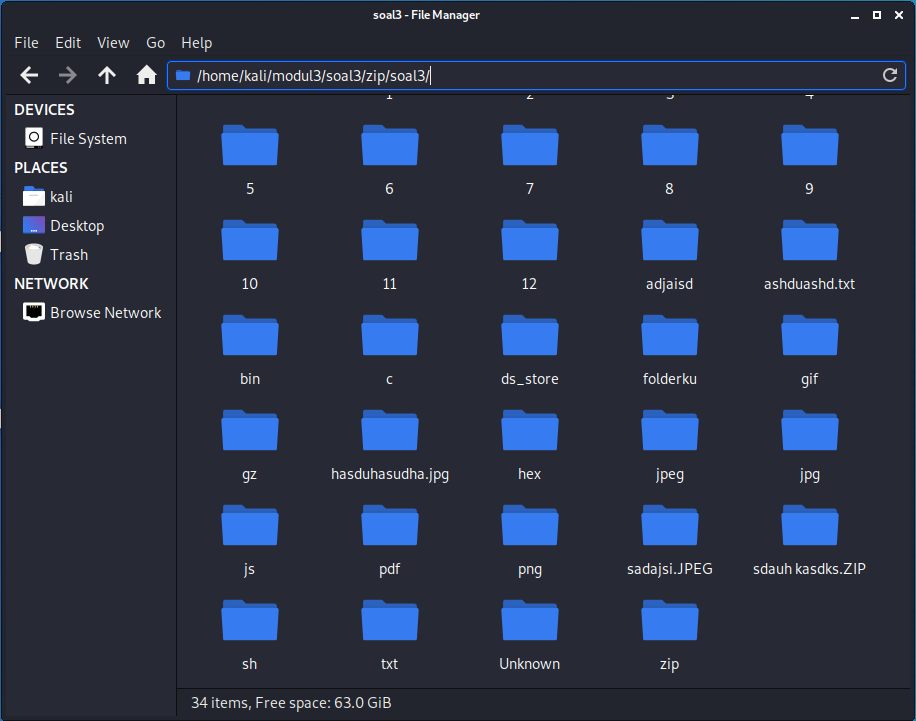 soal3 - File Manager
File Edit View Go Help
/home/kali/modul3/soal3/zip/soal3/
DEVICES
File System
PLACES
kali
Desktop
Trash
NETWORK
Browse Network
1 2 3 4
5 6 7 8 9
10 11 12 adjaisd ashduashd.txt
bin c ds_store folderku gif
gz hasduhasudha.jpg hex jpeg jpg
js pdf png sadajsi.JPEG sdauh kasdks.ZIP
sh txt Unknown zip
34 items, Free space: 63.0 GiB